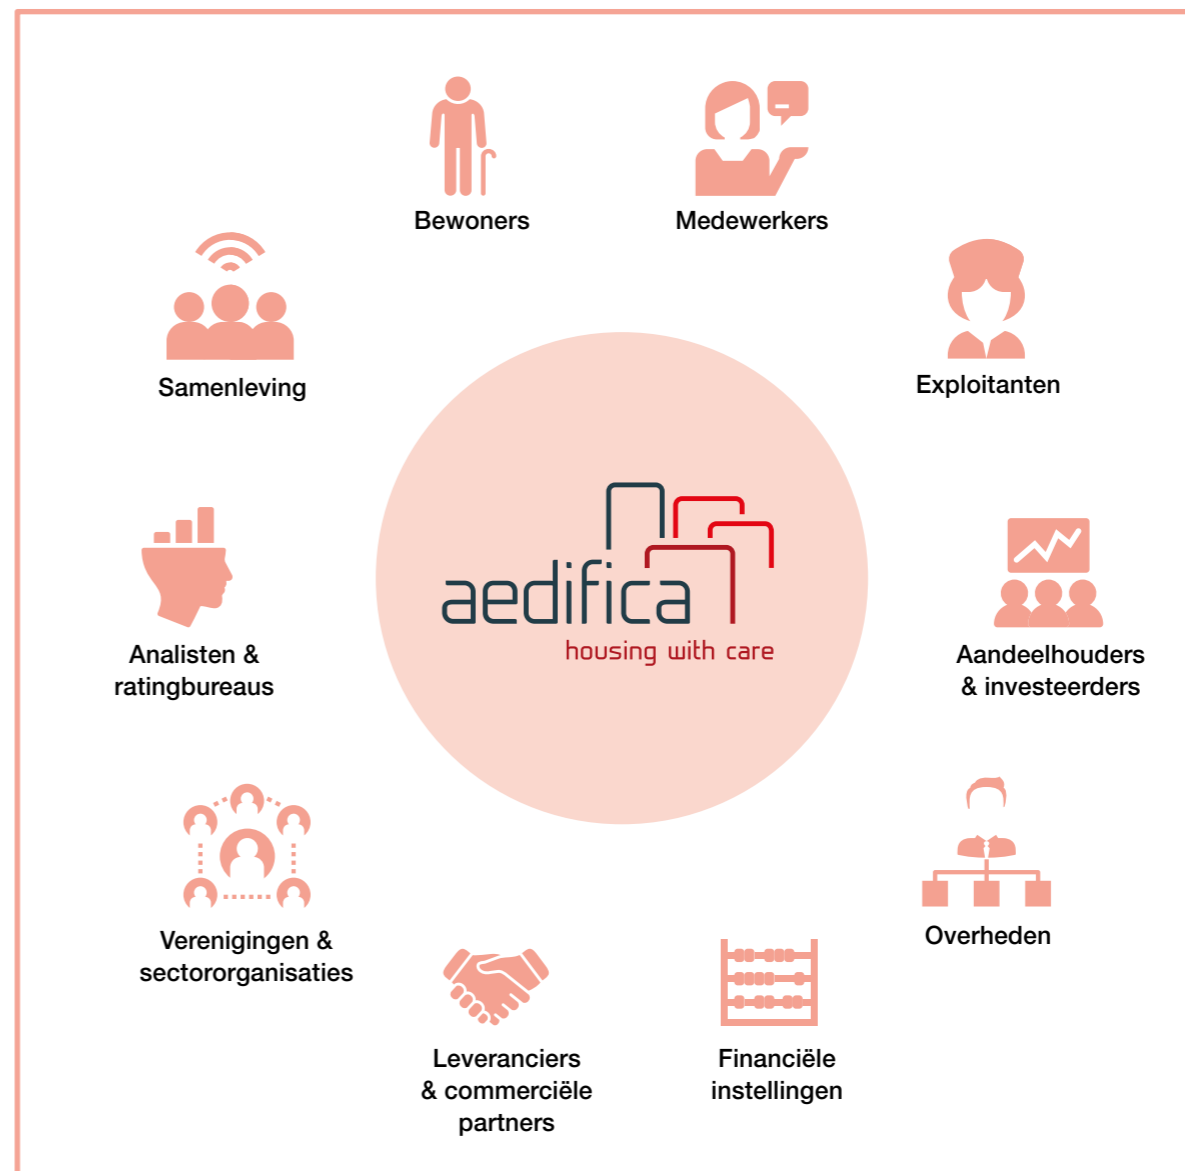 Bewoners
Medewerkers
Samenleving
Exploitanten
aedifica
housing with care
Analisten &
ratingbureaus
Aandeelhouders
& investeerders
Verenigingen &
sectororganisaties
Overheden
Leveranciers
& commerciële
partners
Financiële
instellingen